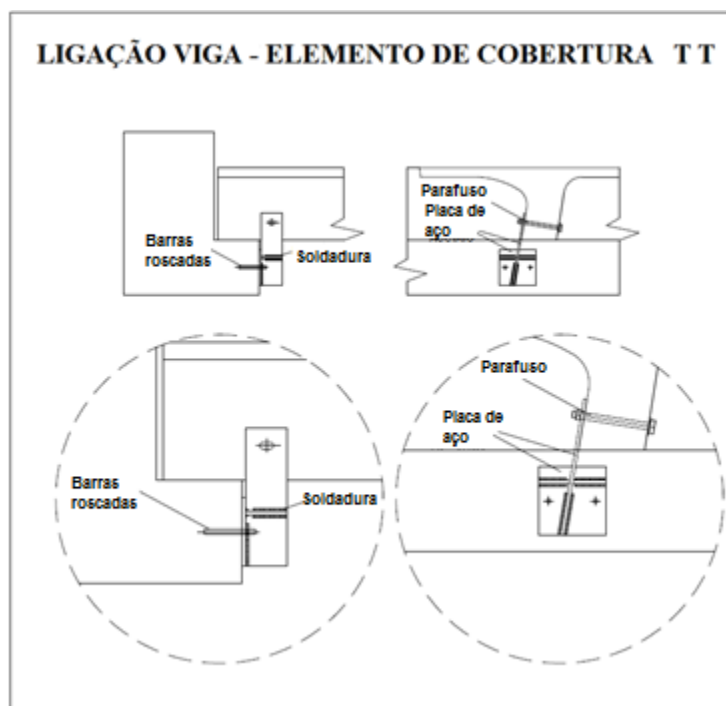 LIGAÇÃO VIGA - ELEMENTO DE COBERTURA T T
Barras
roscadas
Soldadura
Parafuso
Placa de
aço
Barras
roscadas
Soldadura
Parafuso
Placa de
aço